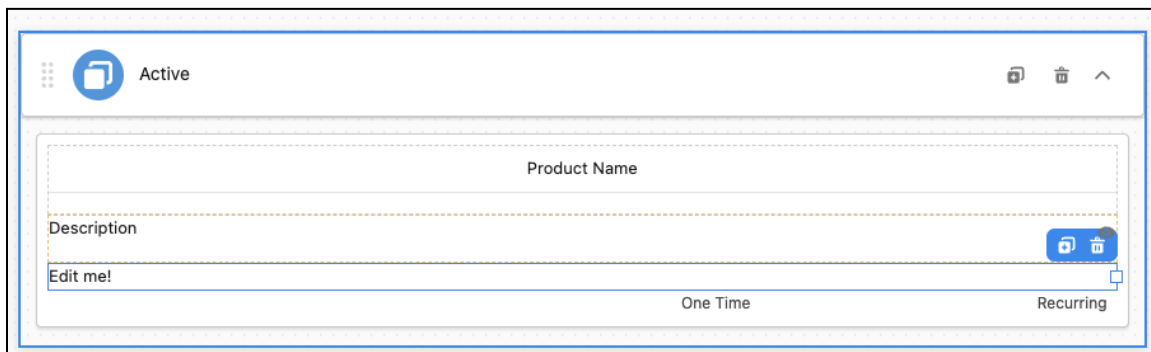 Active
Product Name
Description
Edit me!
One Time Recurring